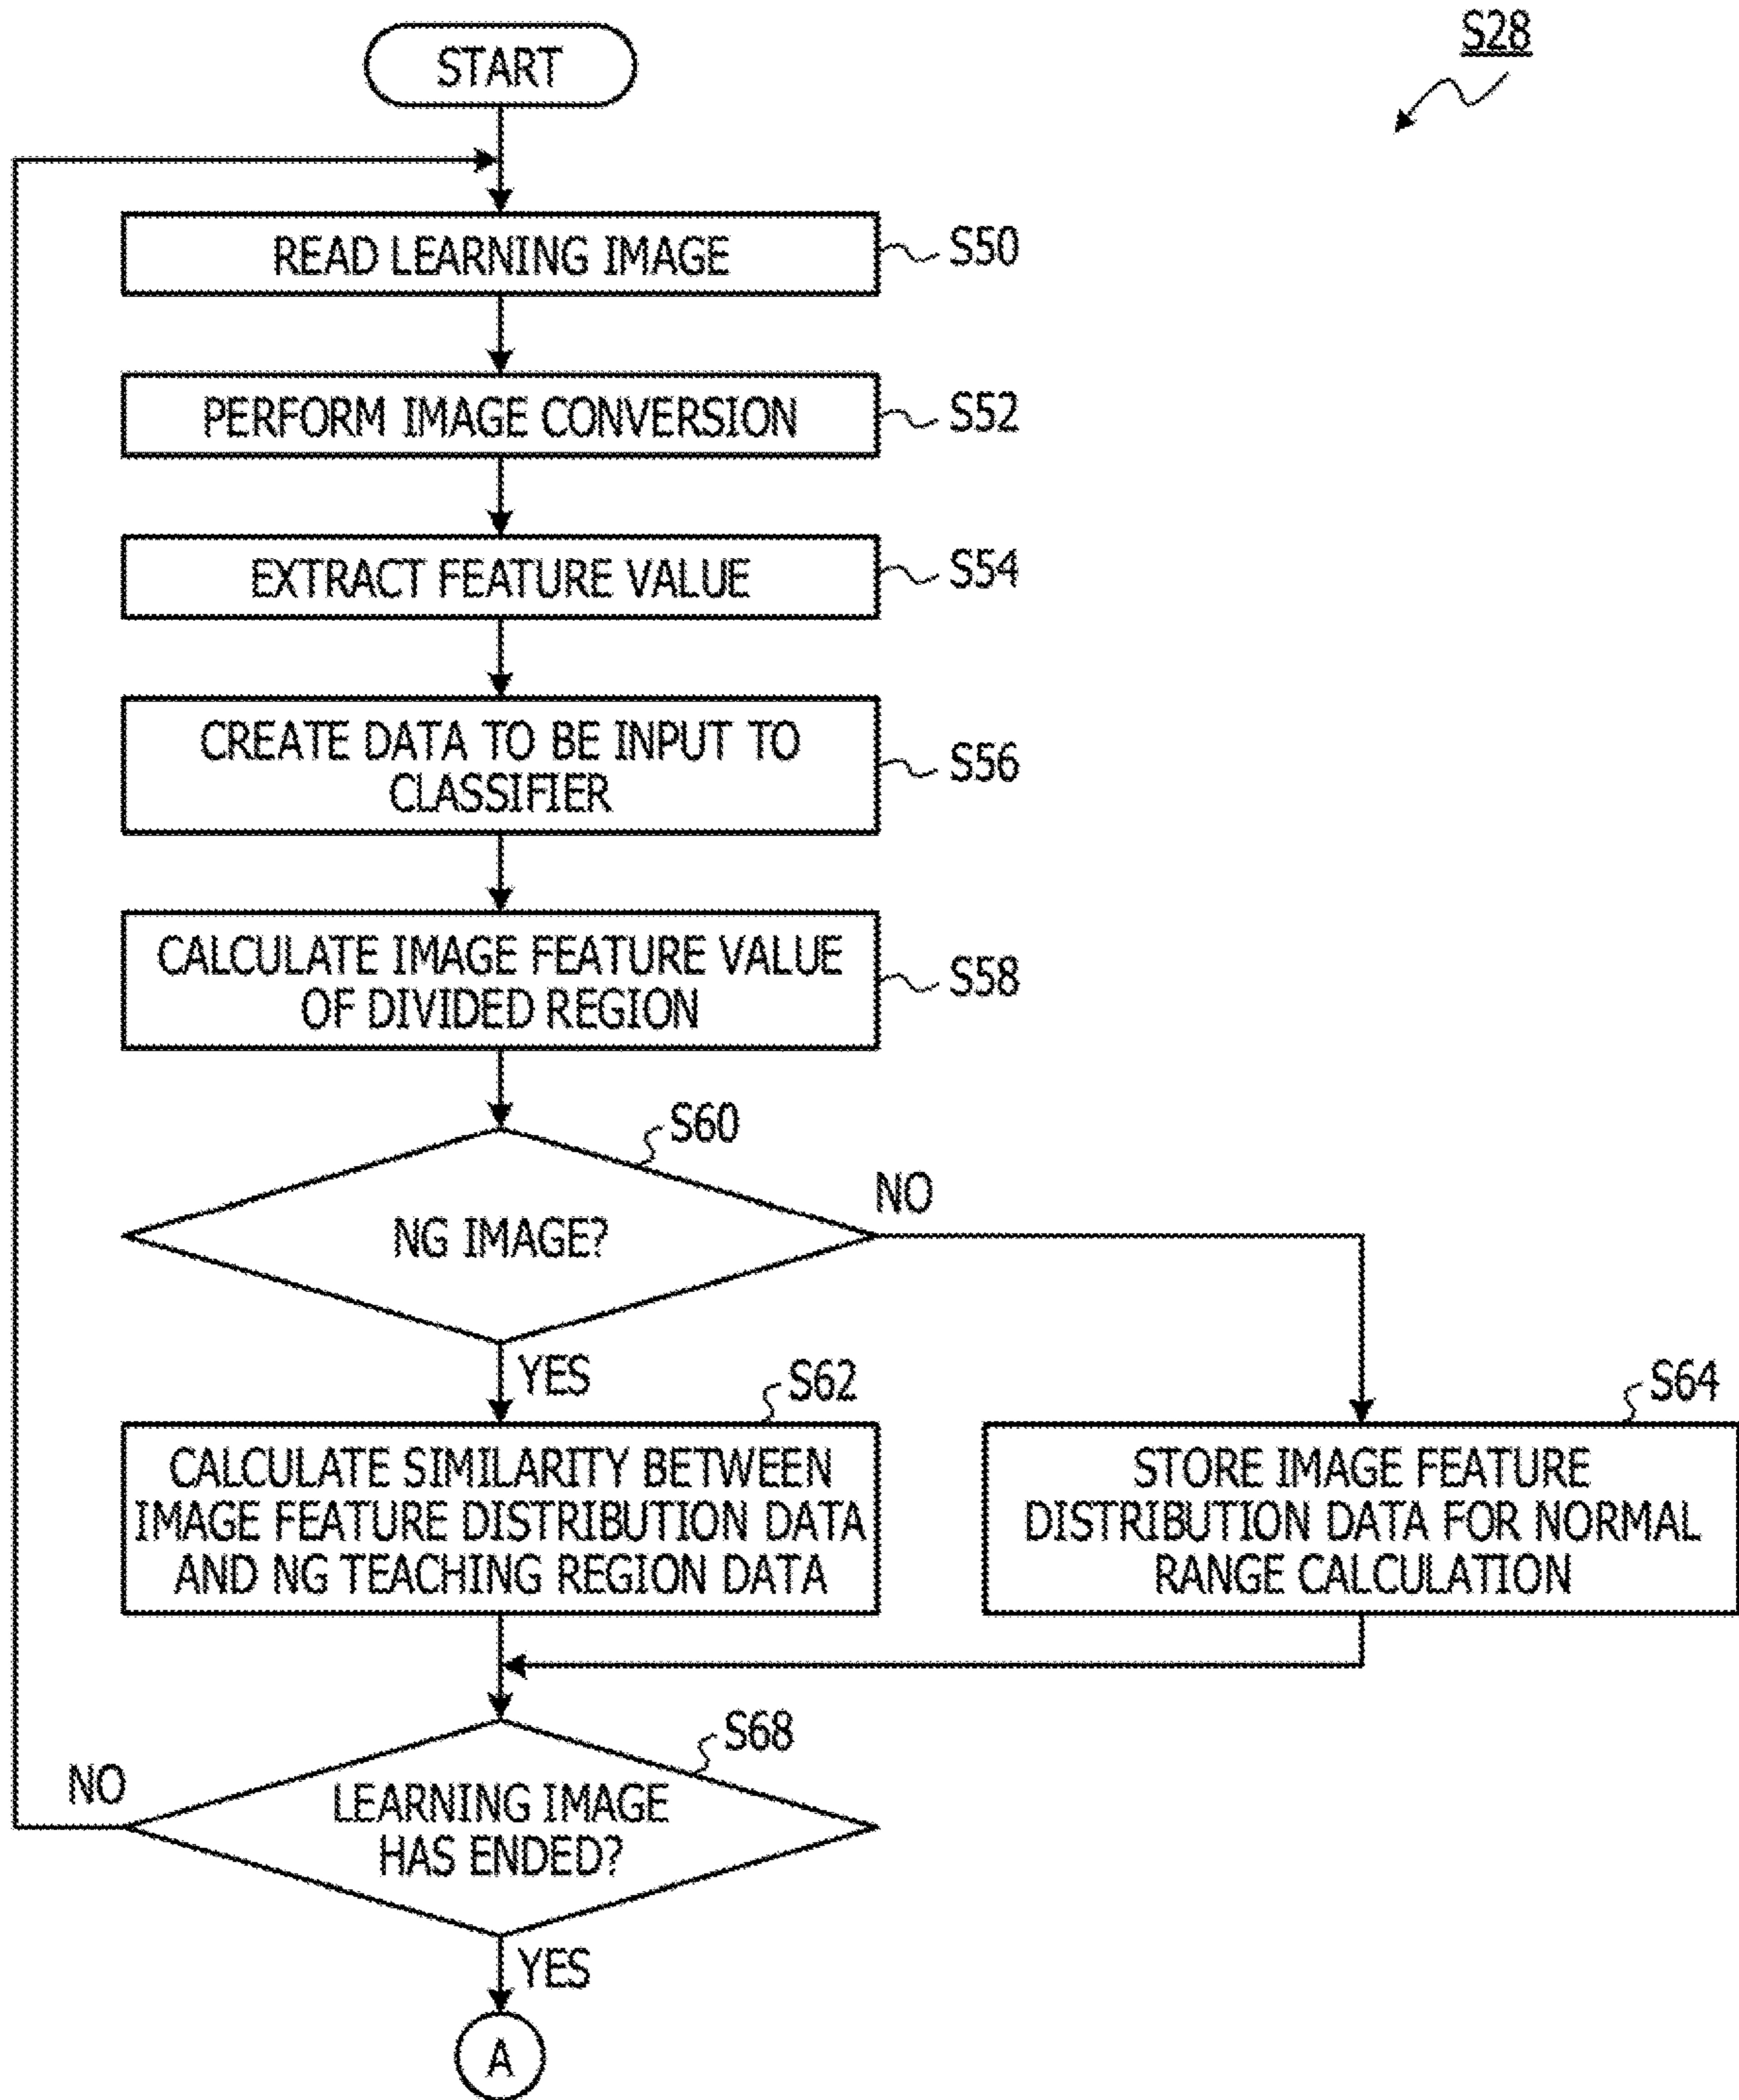 S28
START
READ LEARNING IMAGE
S50
PERFORM IMAGE CONVERSION
S52
EXTRACT FEATURE VALUE
S54
CREATE DATA TO BE INPUT TO
CLASSIFIER
S56
CALCULATE IMAGE FEATURE VALUE
OF DIVIDED REGION
S58
S60
NG IMAGE?
NO
YES
S62
CALCULATE SIMILARITY BETWEEN
IMAGE FEATURE DISTRIBUTION DATA
AND NG TEACHING REGION DATA
S64
STORE IMAGE FEATURE
DISTRIBUTION DATA FOR NORMAL
RANGE CALCULATION
S68
NO
LEARNING IMAGE
HAS ENDED?
YES
A